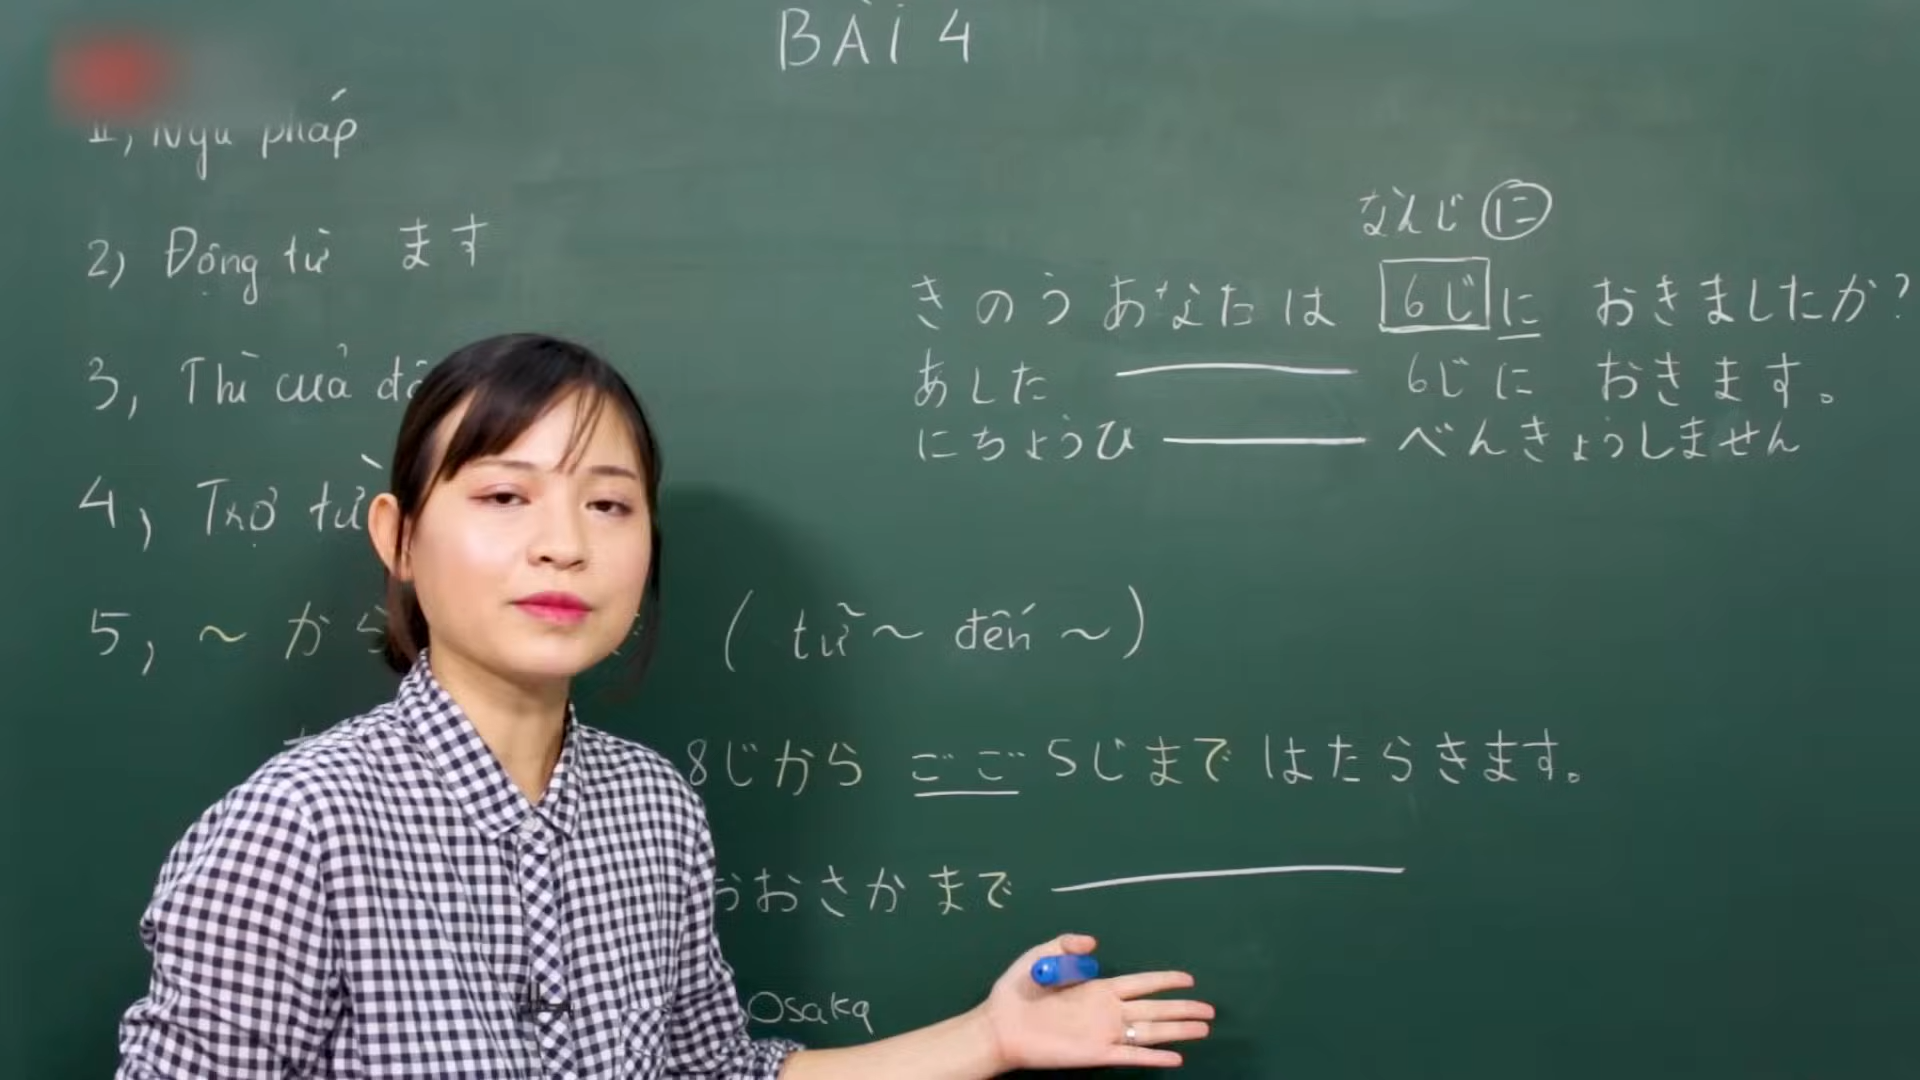 BÀI 4
II, Ngữ pháp
2) Động từ ます
3, Thì của
4, Trợ từ
5, ~ から (từ ~ đến ~)
なんじ に
きのう あなたは 6じに おきましたか?
あした ― 6じに おきます。
にちょうひ ― べんきょうしません
8じから ごご 5じまで はたらきます。
おおさかまで ―
Osaka